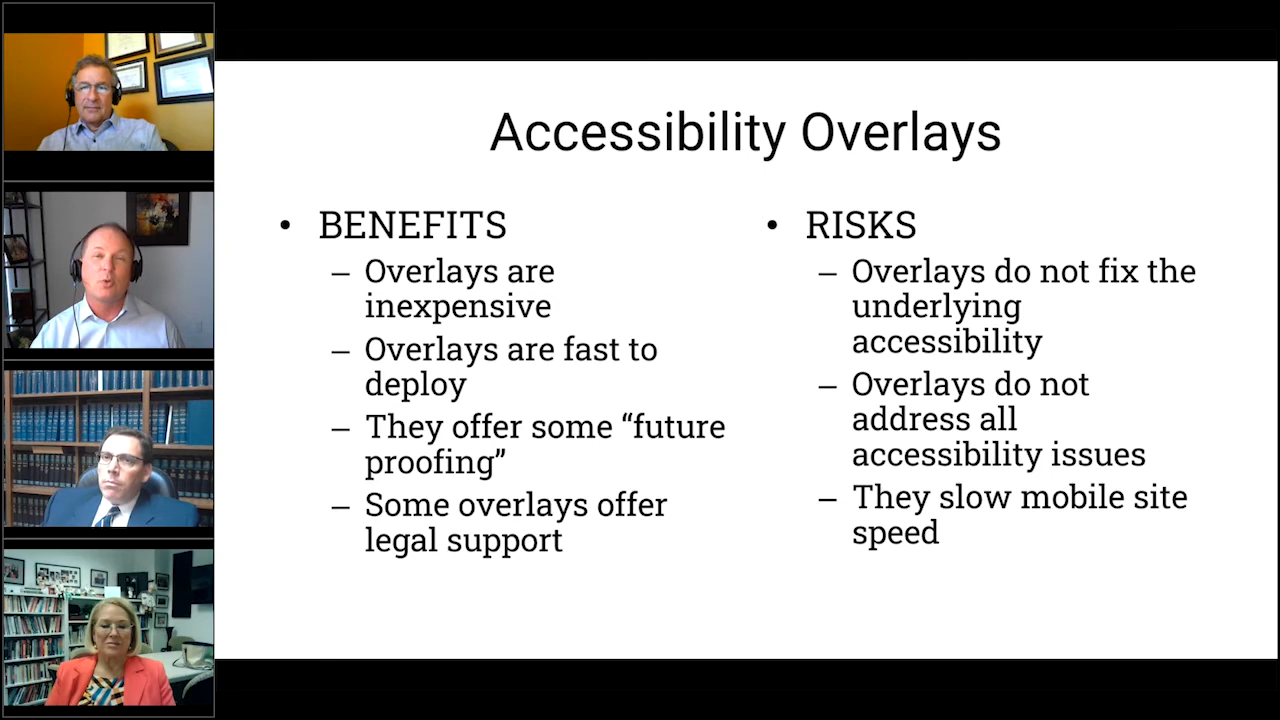 Accessibility Overlays
• BENEFITS
– Overlays are
inexpensive
– Overlays are fast to
deploy
– They offer some “future
proofing”
– Some overlays offer
legal support
• RISKS
– Overlays do not fix the
underlying
accessibility
– Overlays do not
address all
accessibility issues
– They slow mobile site
speed